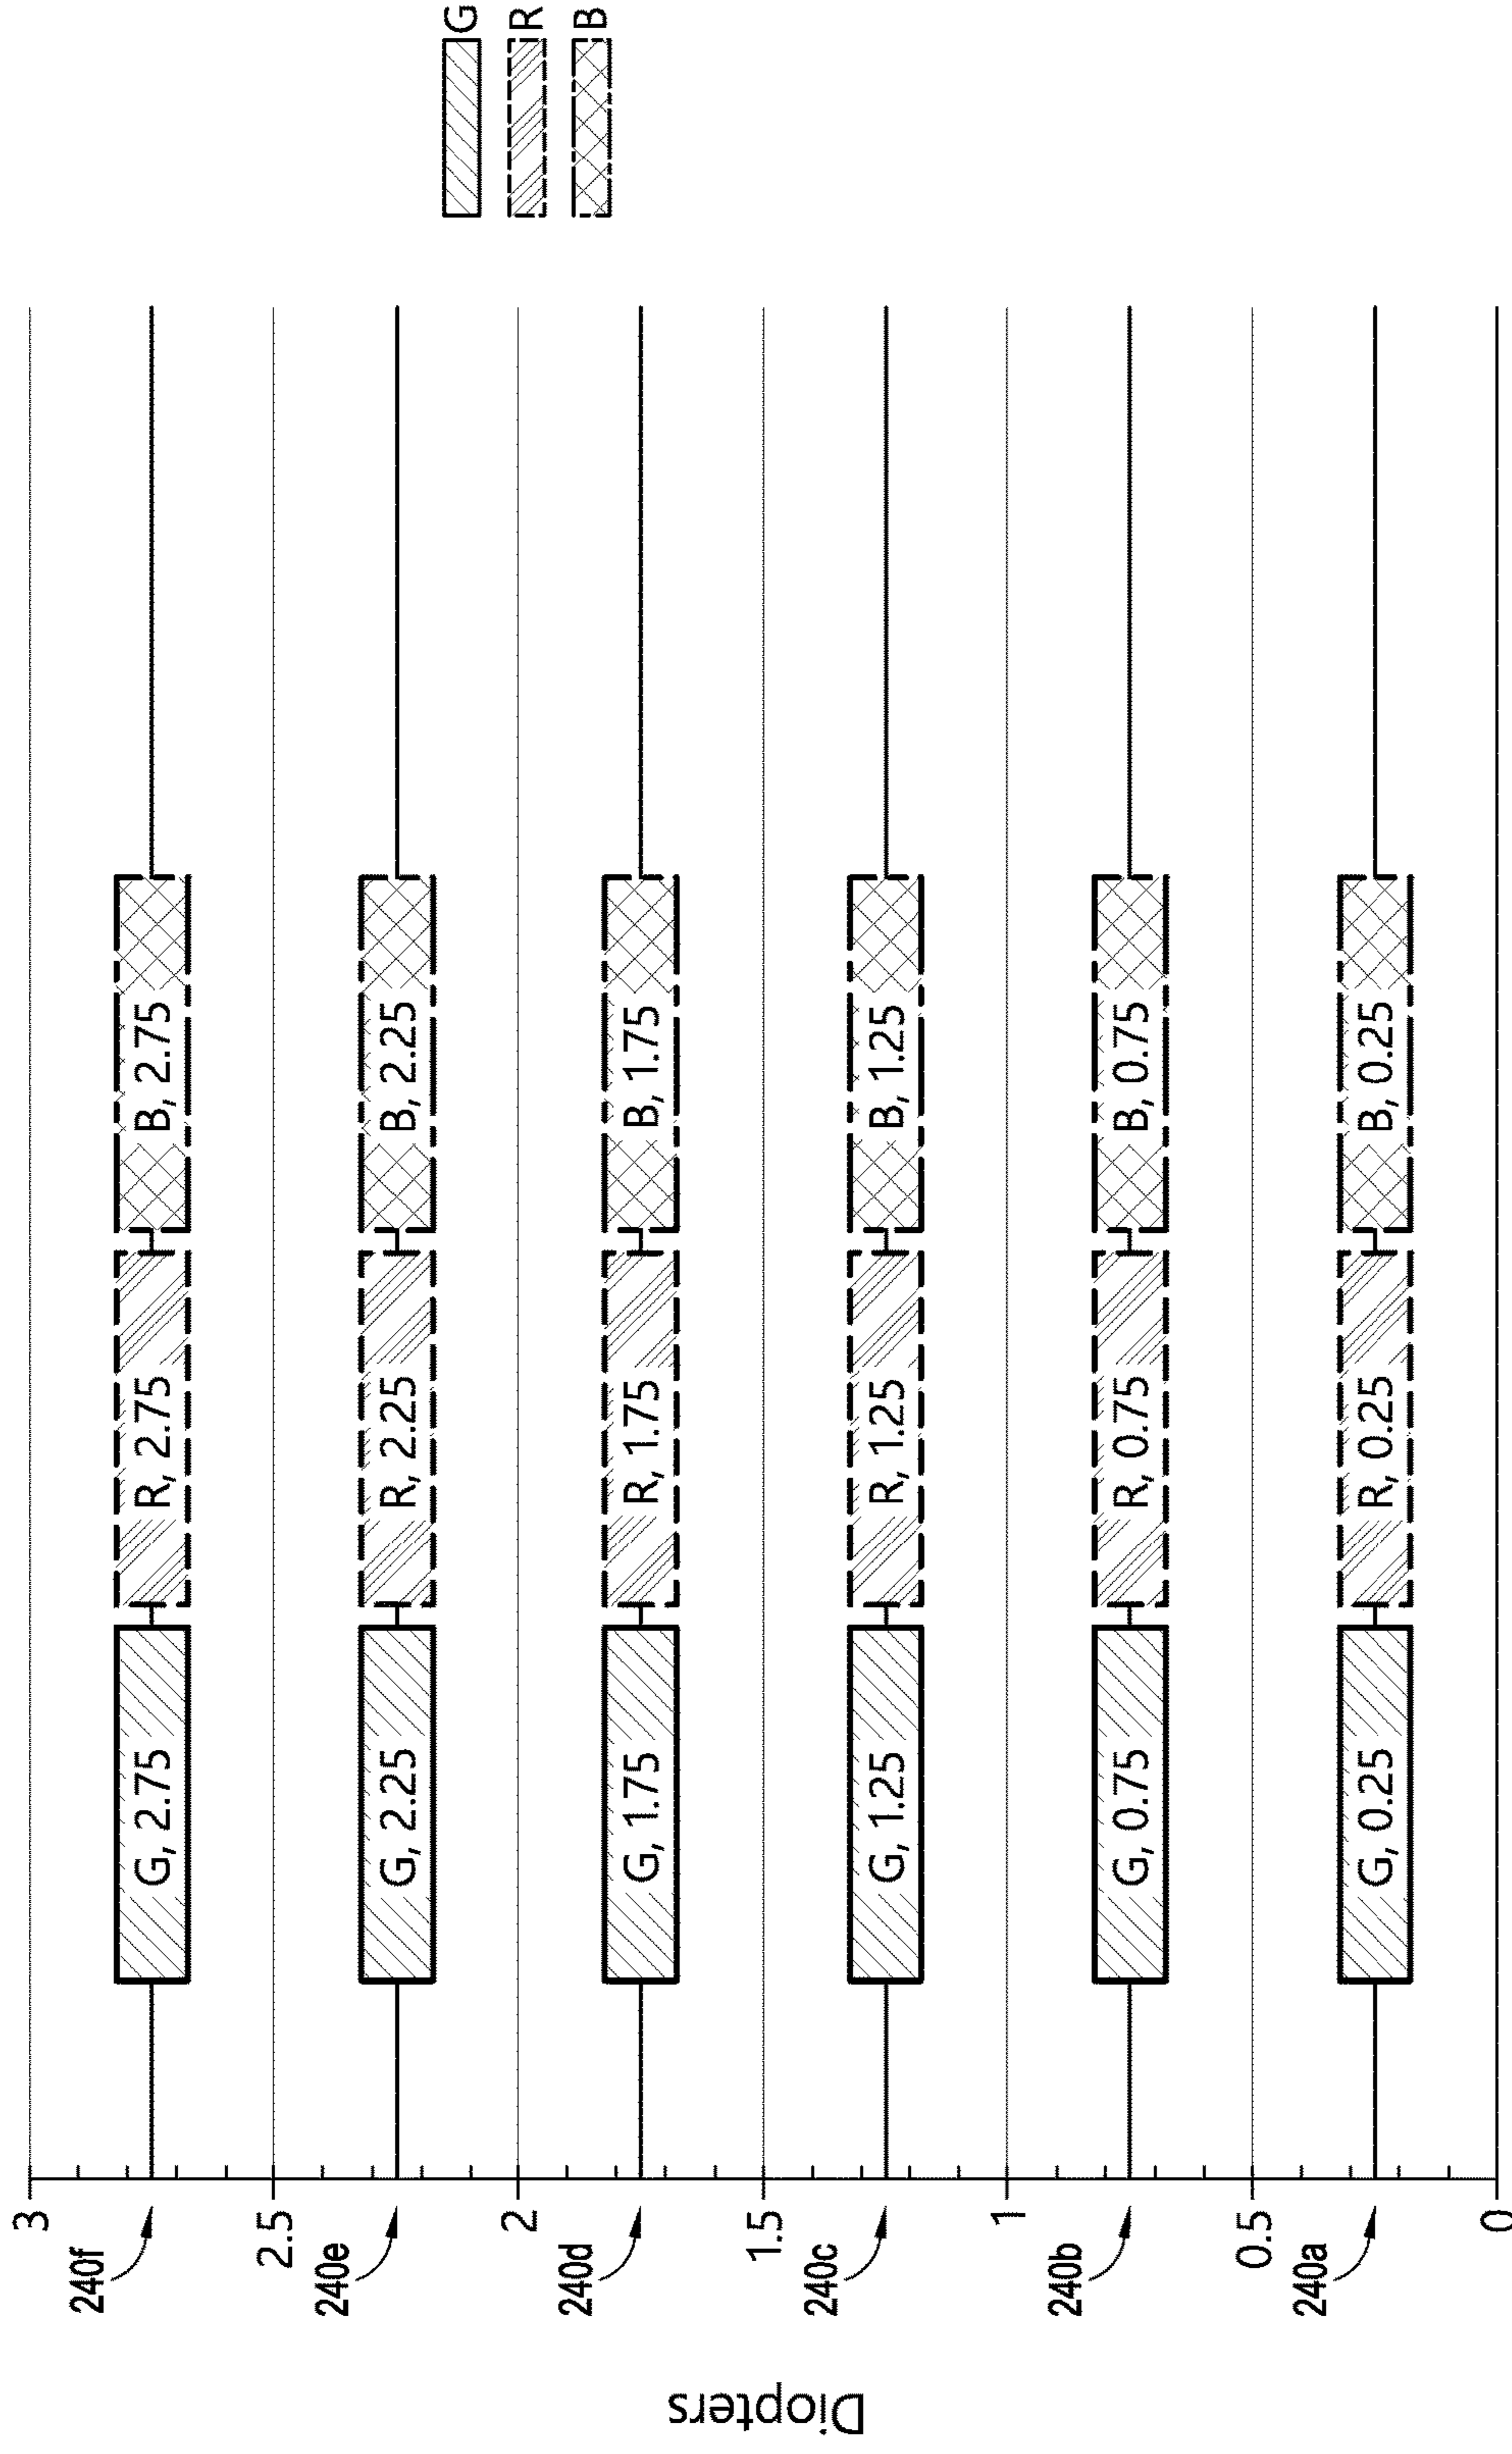 Diopters
3
240f
G, 2.75
R, 2.75
B, 2.75
2.5
240e
G, 2.25
R, 2.25
B, 2.25
2
240d
G, 1.75
R, 1.75
B, 1.75
1.5
240c
G, 1.25
R, 1.25
B, 1.25
1
240b
G, 0.75
R, 0.75
B, 0.75
0.5
240a
G, 0.25
R, 0.25
B, 0.25
0
G
R
B